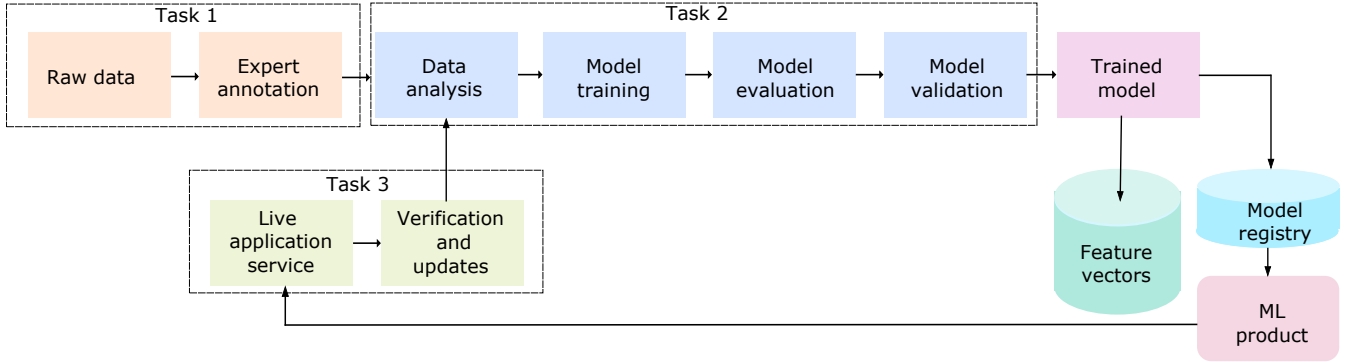 Task 1
Raw data
Expert
annotation
Task 2
Data
analysis
Model
training
Model
evaluation
Model
validation
Trained
model
Task 3
Live
application
service
Verification
and
updates
Feature
vectors
Model
registry
ML
product